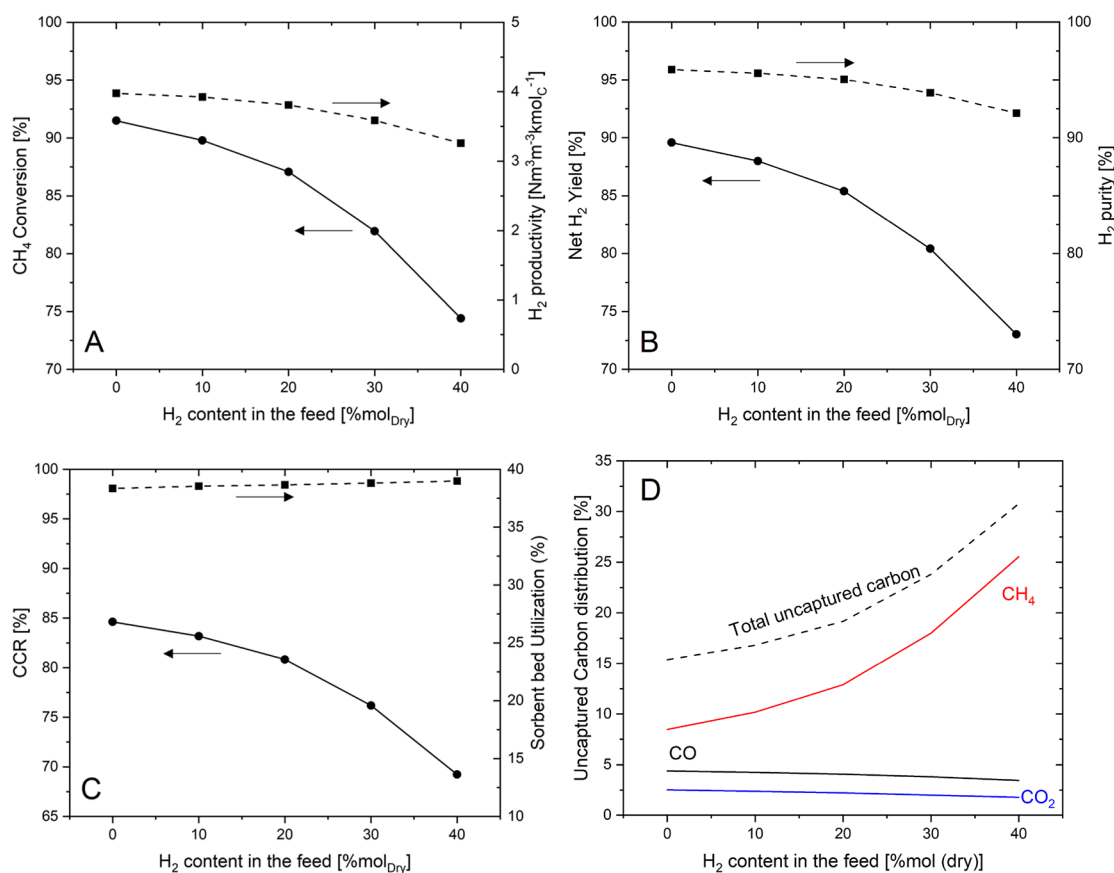 100
95
90
85
80
75
70
CH₄ Conversion [%]
5
4
3
2
1
0
H₂ productivity [Nm³m⁻³kmol_C⁻¹]
A
0 10 20 30 40
H₂ content in the feed [%mol_Dry]
100
95
90
85
80
75
70
Net H₂ Yield [%]
100
90
80
70
H₂ purity [%]
B
0 10 20 30 40
H₂ content in the feed [%mol_Dry]
100
95
90
85
80
75
70
65
CCR [%]
40
35
30
25
20
15
10
Sorbent bed Utilization (%)
C
0 10 20 30 40
H₂ content in the feed [%mol_Dry]
35
30
25
20
15
10
5
0
Uncaptured Carbon distribution [%]
D
Total uncaptured carbon
CH₄
CO
CO₂
0 10 20 30 40
H₂ content in the feed [%mol (dry)]